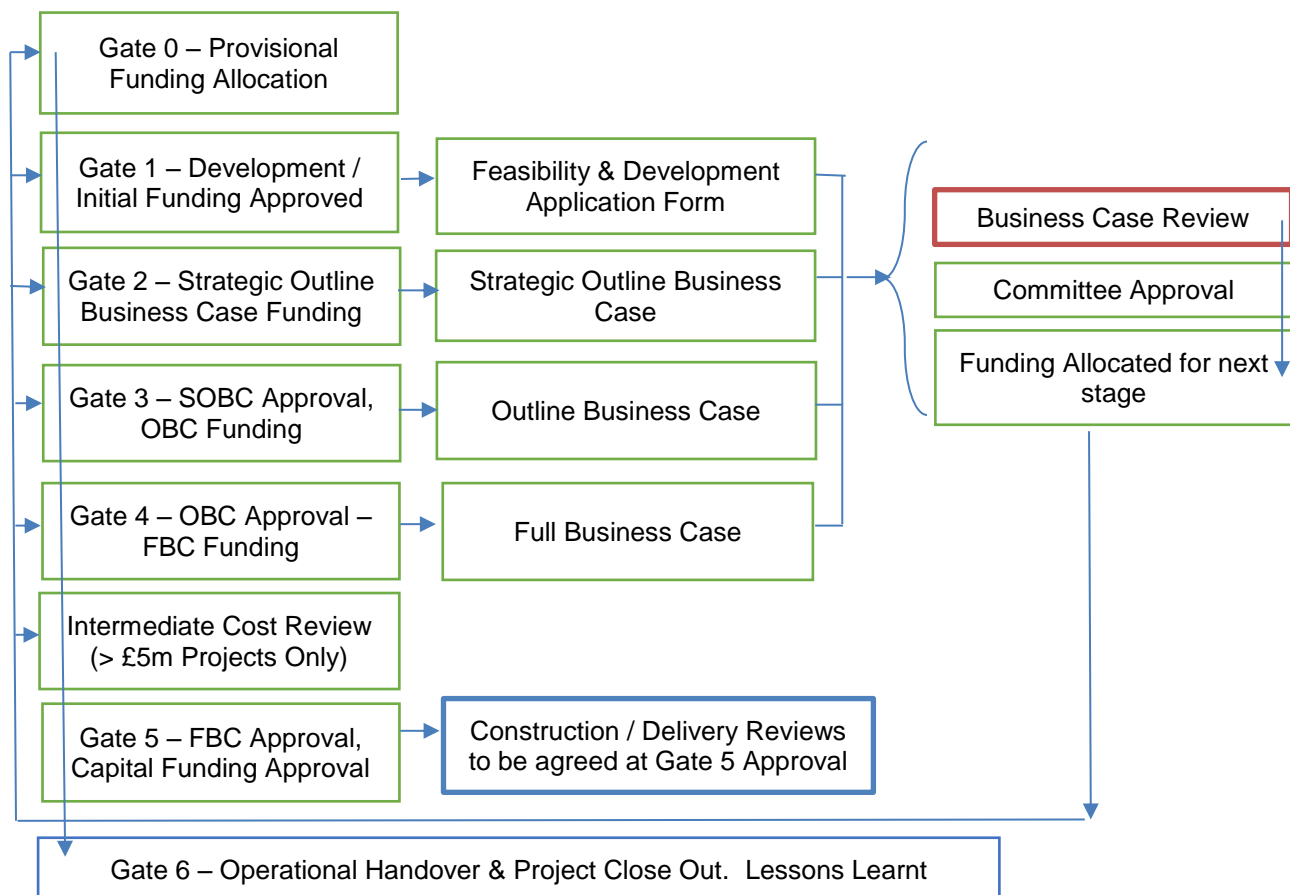 Gate 0 – Provisional
Funding Allocation
Gate 1 – Development /
Initial Funding Approved
Feasibility & Development
Application Form
Business Case Review
Gate 2 – Strategic Outline
Business Case Funding
Strategic Outline Business
Case
Committee Approval
Funding Allocated for next
stage
Gate 3 – SOBC Approval,
OBC Funding
Outline Business Case
Gate 4 – OBC Approval –
FBC Funding
Full Business Case
Intermediate Cost Review
(> £5m Projects Only)
Gate 5 – FBC Approval,
Capital Funding Approval
Construction / Delivery Reviews
to be agreed at Gate 5 Approval
Gate 6 – Operational Handover & Project Close Out.  Lessons Learnt